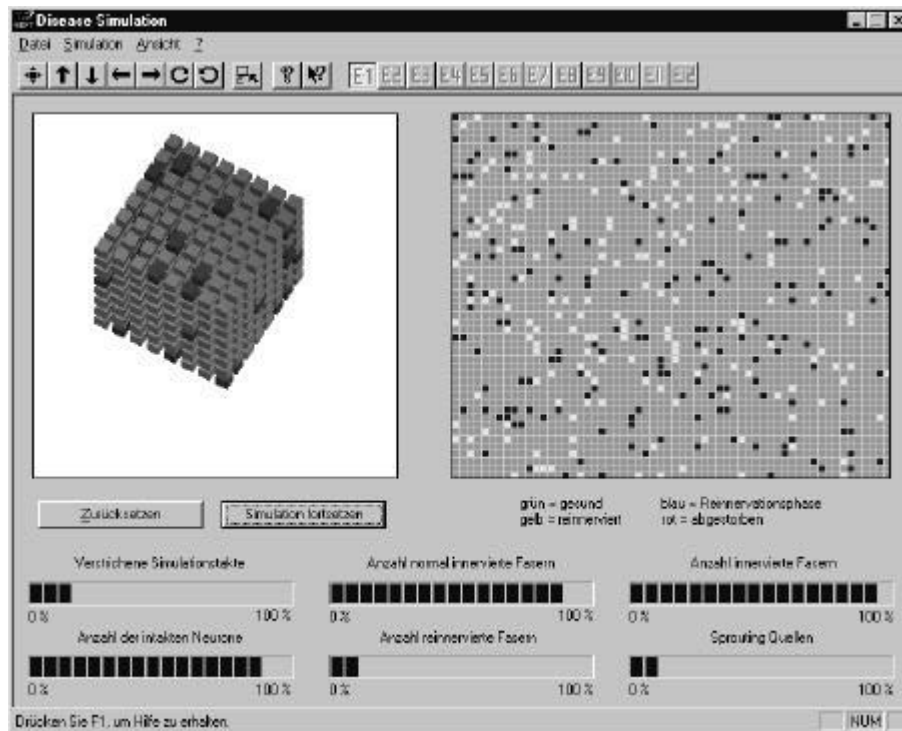 Disease Simulation
Datei Simulation Ansicht ?
E1 E2 E3 E4 E5 E6 E7 E8 E9 E10 E11 E12
Zurücksetzen Simulation fortsetzen
grün = gesund blau = Reinnervationsphase
gelb = reinnerviert rot = abgestorben
Verstrichene Simulationstakte Anzahl normal innervierte Fasern Anzahl innervierte Fasern
0 % 100 % 0 % 100 % 0 % 100 %
Anzahl der intakten Neurone Anzahl reinnervierte Fasern Sprouting Quellen
0 % 100 % 0 % 100 % 0 % 100 %
Drücken Sie F1, um Hilfe zu erhalten. NUM